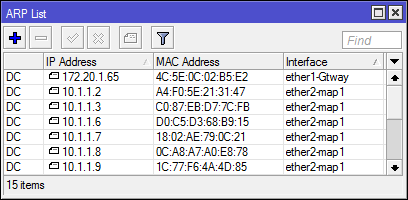 ARP List
Find
IP Address MAC Address Interface
DC 172.20.1.65 4C:5E:0C:02:B5:E2 ether1-Gtway
DC 10.1.1.2 A4:F0:5E:21:31:47 ether2-map1
DC 10.1.1.3 C0:87:EB:D7:7C:FB ether2-map1
DC 10.1.1.6 D0:C5:D3:68:B9:15 ether2-map1
DC 10.1.1.7 18:02:AE:79:0C:21 ether2-map1
DC 10.1.1.8 0C:A8:A7:A0:E8:78 ether2-map1
DC 10.1.1.9 1C:77:F6:4A:4D:85 ether2-map1
15 items